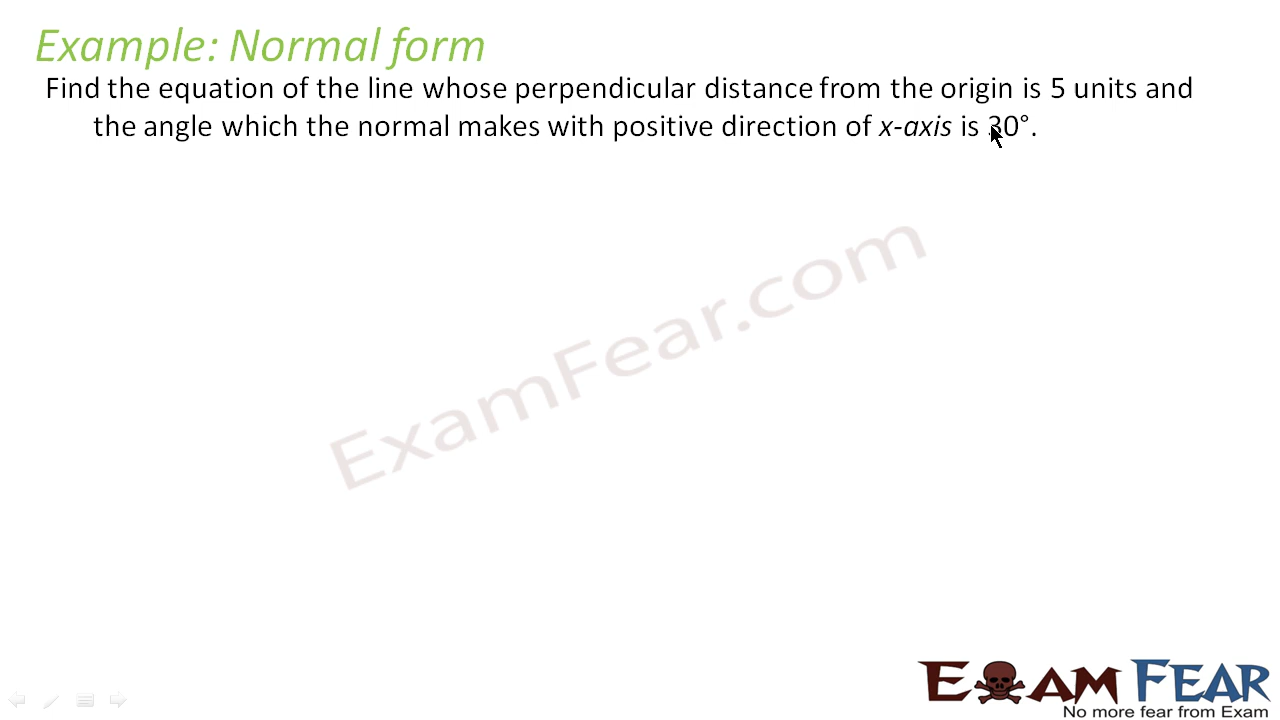 Example: Normal form
Find the equation of the line whose perpendicular distance from the origin is 5 units and
the angle which the normal makes with positive direction of x-axis is 30°.
ExamFear.com
EXAM FEAR
No more fear from Exam